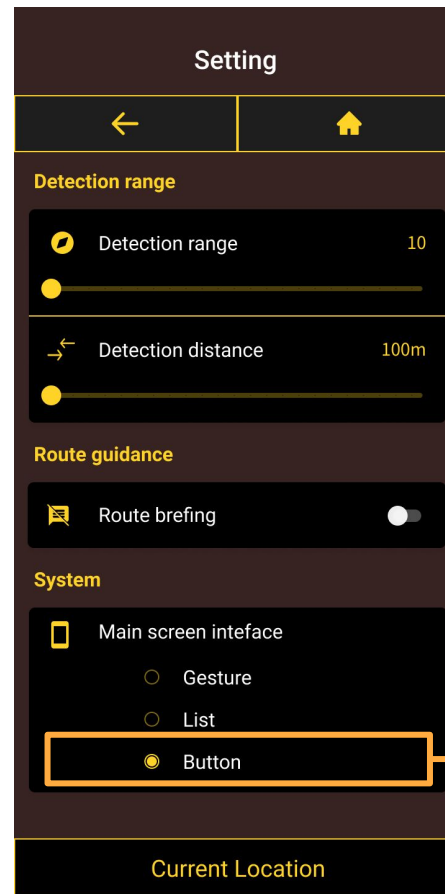 Setting
Detection range
Detection range 10
Detection distance 100m
Route guidance
Route brefing
System
Main screen inteface
Gesture
List
Button
Current Location